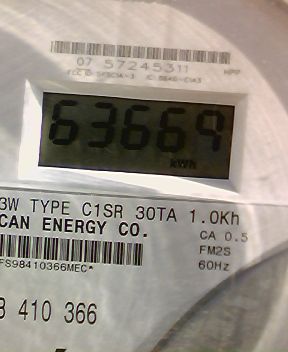 07 57245311
63669
kWh
3W TYPE C1SR 30TA 1.0Kh
CAN ENERGY CO.
CA 0.5
FM2S
60Hz
FS98410366MEC*
8 410 366